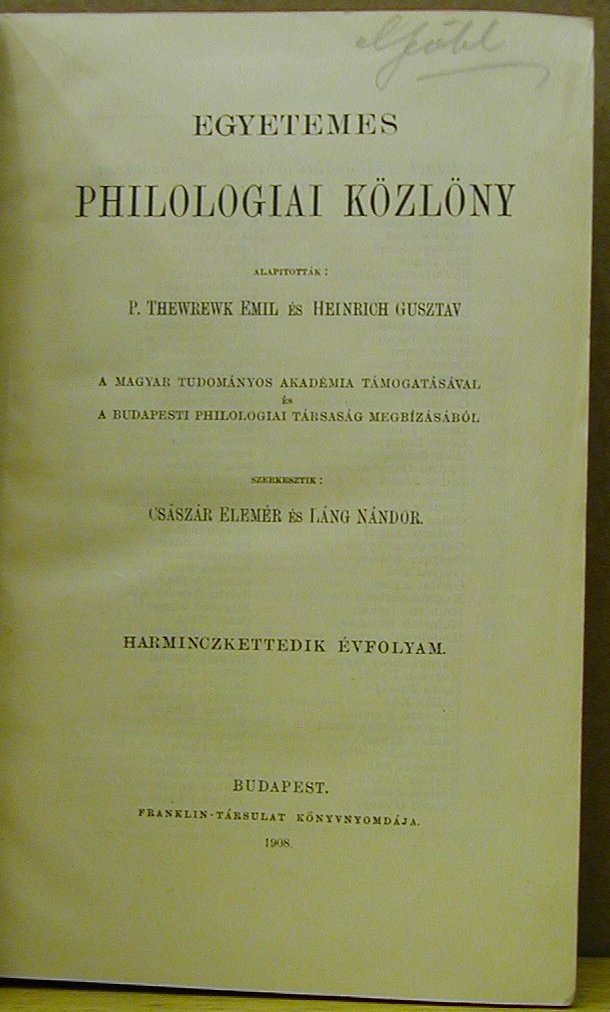 EGYETEMES
PHILOLOGIAI KÖZLÖNY
ALAPITOTTÁK:
P. THEWREWK EMIL ÉS HEINRICH GUSZTAV
A MAGYAR TUDOMÁNYOS AKADÉMIA TÁMOGATÁSÁVAL
ÉS
A BUDAPESTI PHILOLOGIAI TÁRSASÁG MEGBÍZÁSÁBÓL
SZERKESZTIK:
CSÁSZÁR ELEMÉR ÉS LÁNG NÁNDOR.
HARMINCZKETTEDIK ÉVFOLYAM.
BUDAPEST.
FRANKLIN-TÁRSULAT KÖNYVNYOMDÁJA.
1908.